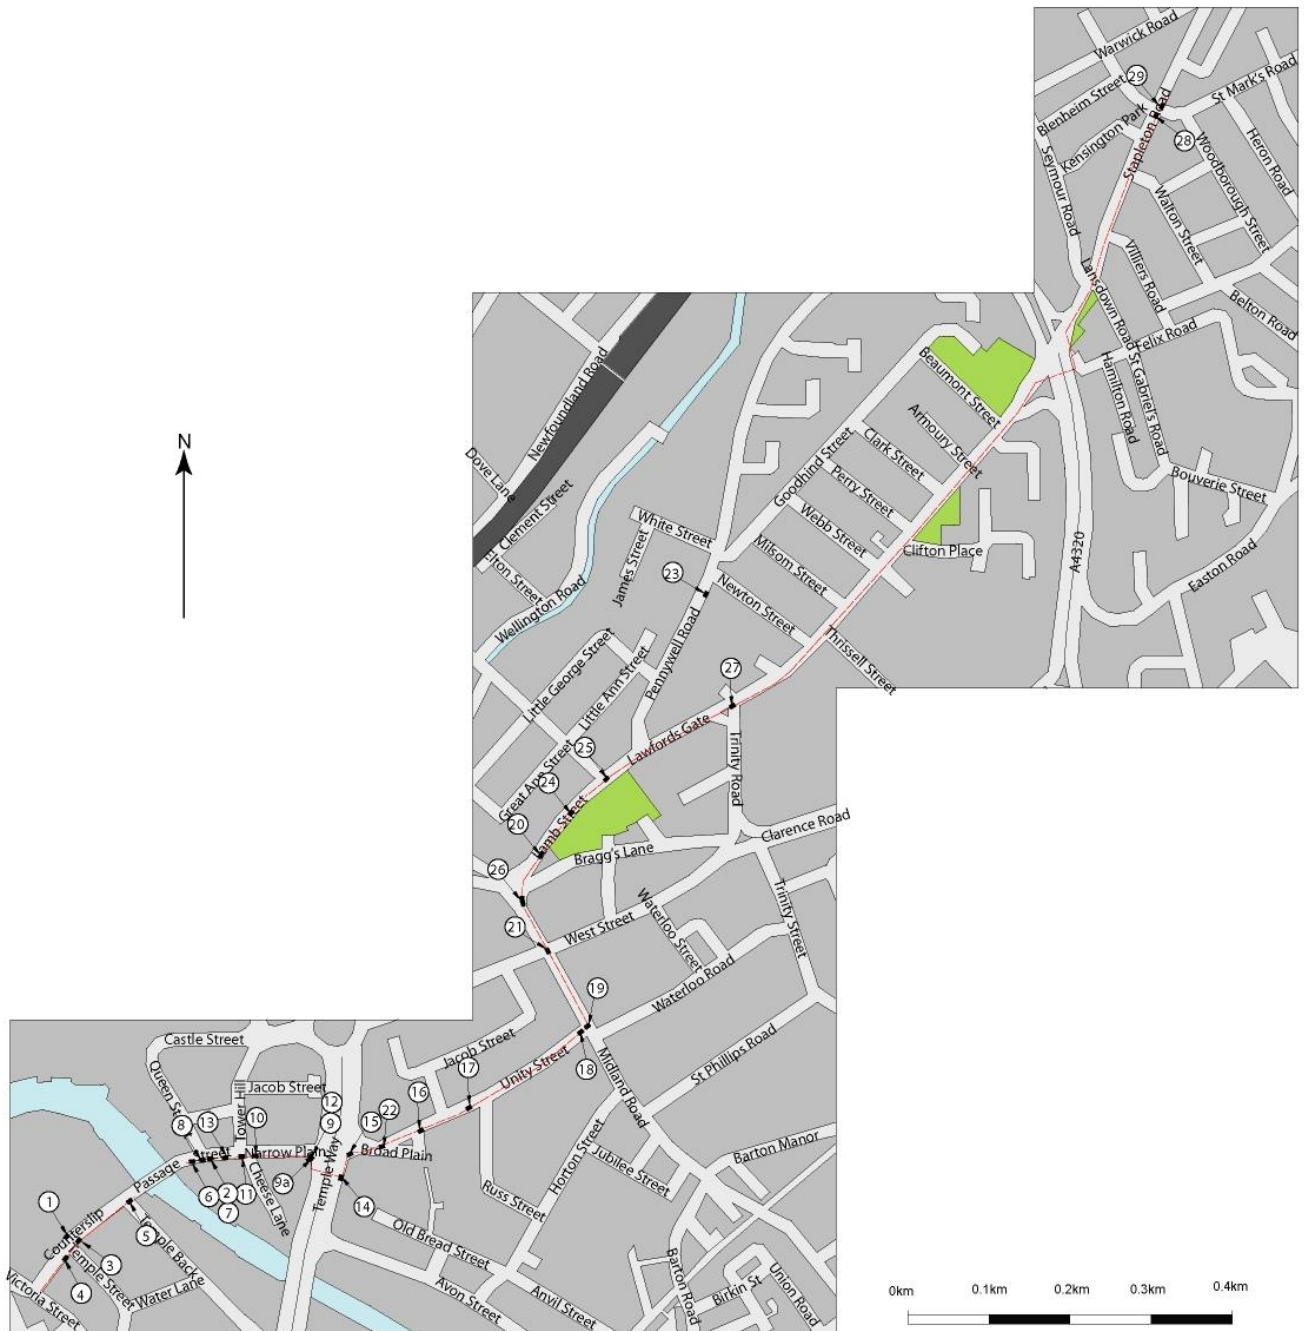 Warwick Road
29
St Mark's Road
Blenheim Street
Kensington Park
Stapleton Road
28
Seymour Road
Woodborough Street
Heron Road
Walton Street
Villiers Road
Lansdown Road
Belton Road
Felix Road
St Gabriel's Road
Hamilton Road
Bouverie Street
Easton Road
A4320
Newfoundland Road
Beaumont Street
Armoury Street
Clark Street
Goodhind Street
Perry Street
Webb Street
Clifton Place
Milsom Street
N
Dove Lane
Clement Street
Elton Street
White Street
James Street
Wellington Road
23
Newton Street
Thrissell Street
Little George Street
Little Ann Street
Pennywell Road
27
Lawfords Gate
Trinity Road
25
Great Ann Street
24
Lamb Street
20
Bragg's Lane
Clarence Road
26
21
West Street
Waterloo Street
Trinity Street
Waterloo Road
19
St Phillips Road
Castle Street
Jacob Street
Queen St
Jacob Street
Tower H
17
Unity Street
18
Midland Road
12
16
8
13
10
9
15
22
Passage
Street
Narrow Plain
Broad Plain
Temple Way
Cheese Lane
9a
6
2
11
7
14
Horton Street
Jubilee Street
Barton Manor
Russ Street
1
Counterslip
5
Temple Back
3
4
Temple Street
Water Lane
Victoria Street
Old Bread Street
Avon Street
Anvil Street
Barton Road
Birkin St
Union Road
0km 0.1km 0.2km 0.3km 0.4km